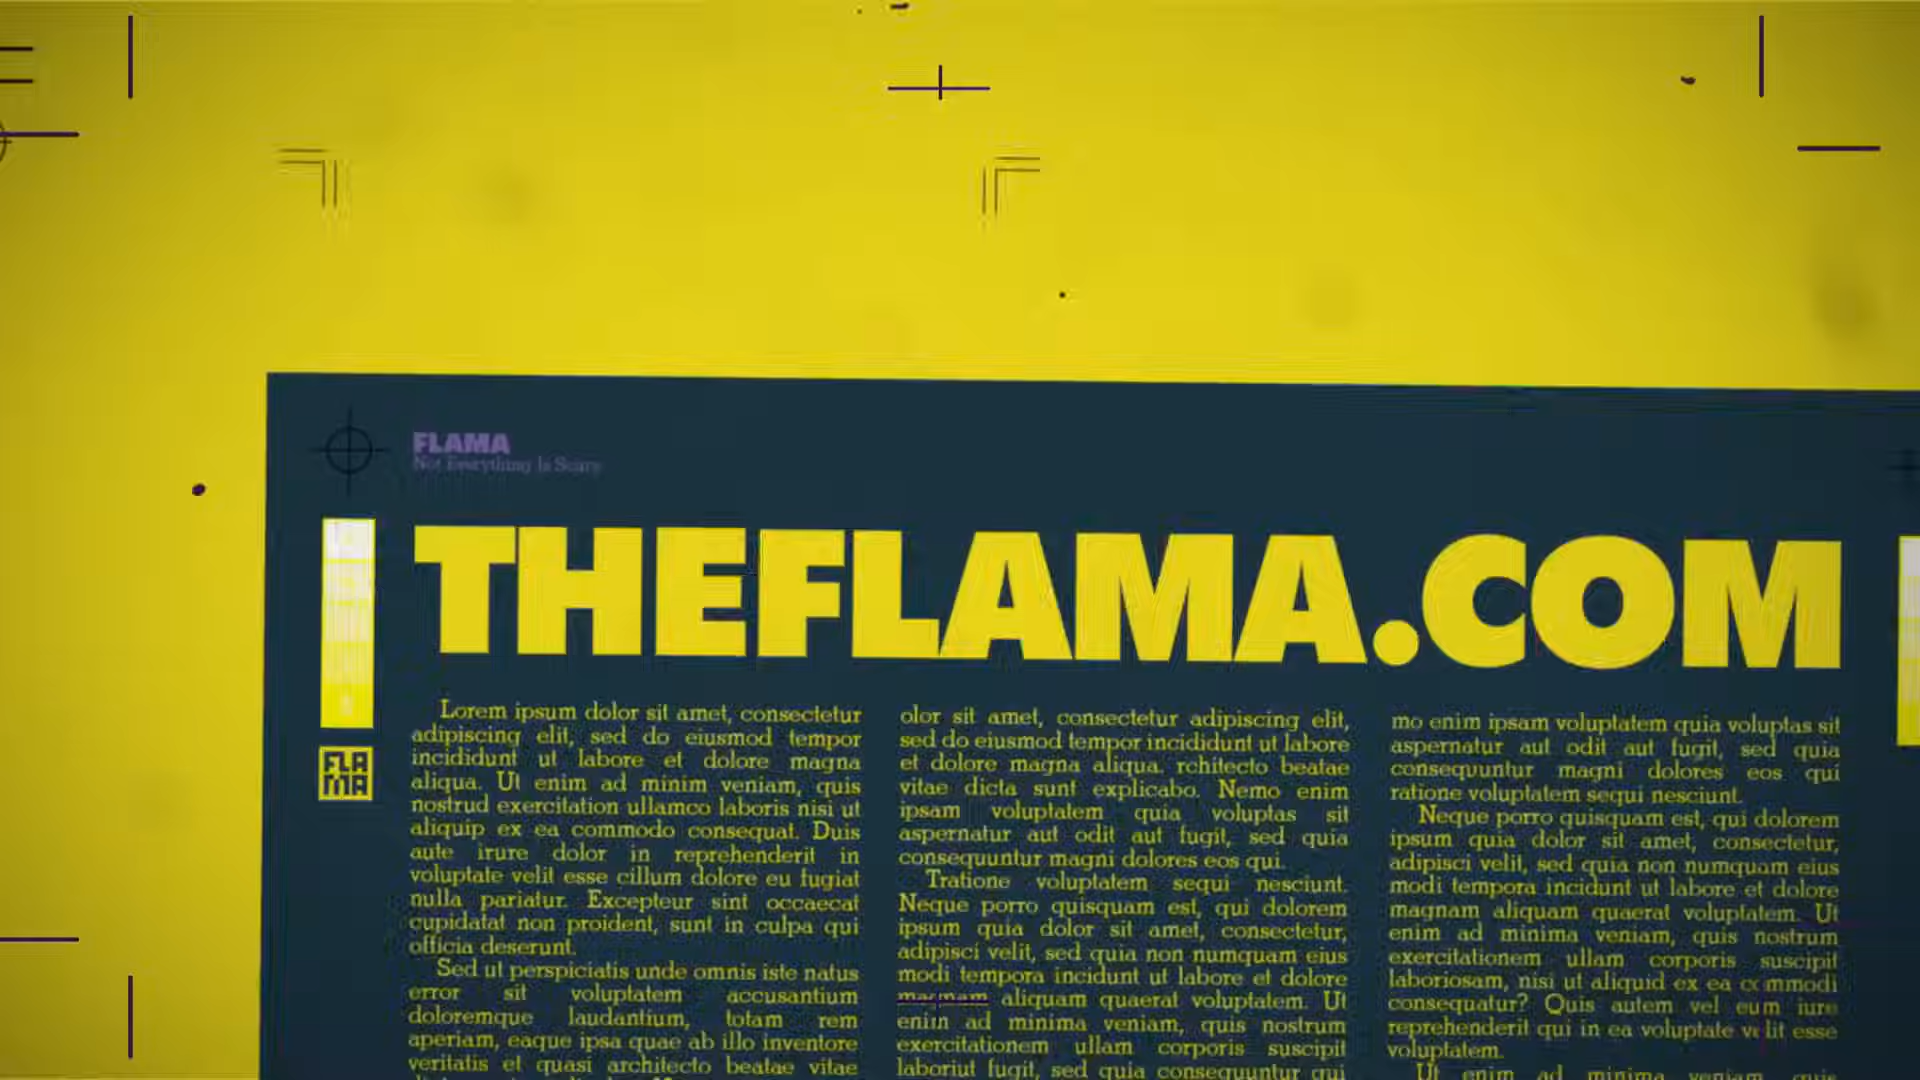 FLAMA
Not Everything Is Scary
THEFLAMA.COM
FLA
MA
Lorem ipsum dolor sit amet, consectetur
adipiscing elit, sed do eiusmod tempor
incididunt ut labore et dolore magna
aliqua. Ut enim ad minim veniam, quis
nostrud exercitation ullamco laboris nisi ut
aliquip ex ea commodo consequat. Duis
aute irure dolor in reprehenderit in
voluptate velit esse cillum dolore eu fugiat
nulla pariatur. Excepteur sint occaecat
cupidatat non proident, sunt in culpa qui
officia deserunt.
Sed ut perspiciatis unde omnis iste natus
error sit voluptatem accusantium
doloremque laudantium, totam rem
aperiam, eaque ipsa quae ab illo inventore
veritatis et quasi architecto beatae vitae
olor sit amet, consectetur adipiscing elit,
sed do eiusmod tempor incididunt ut labore
et dolore magna aliqua. rchitecto beatae
vitae dicta sunt explicabo. Nemo enim
ipsam voluptatem quia voluptas sit
aspernatur aut odit aut fugit, sed quia
consequuntur magni dolores eos qui.
Tratione voluptatem sequi nesciunt.
Neque porro quisquam est, qui dolorem
ipsum quia dolor sit amet, consectetur,
adipisci velit, sed quia non numquam eius
modi tempora incidunt ut labore et dolore
magnam aliquam quaerat voluptatem. Ut
enim ad minima veniam, quis nostrum
exercitationem ullam corporis suscipit
laboriut fugit, sed quia consequuntur qui
mo enim ipsam voluptatem quia voluptas sit
aspernatur aut odit aut fugit, sed quia
consequuntur magni dolores eos qui
ratione voluptatem sequi nesciunt.
Neque porro quisquam est, qui dolorem
ipsum quia dolor sit amet, consectetur,
adipisci velit, sed quia non numquam eius
modi tempora incidunt ut labore et dolore
magnam aliquam quaerat voluptatem. Ut
enim ad minima veniam, quis nostrum
exercitationem ullam corporis suscipit
laboriosam, nisi ut aliquid ex ea commodi
consequatur? Quis autem vel eum iure
reprehenderit qui in ea voluptate velit esse
voluptatem.
Ut enim ad minima veniam, quis